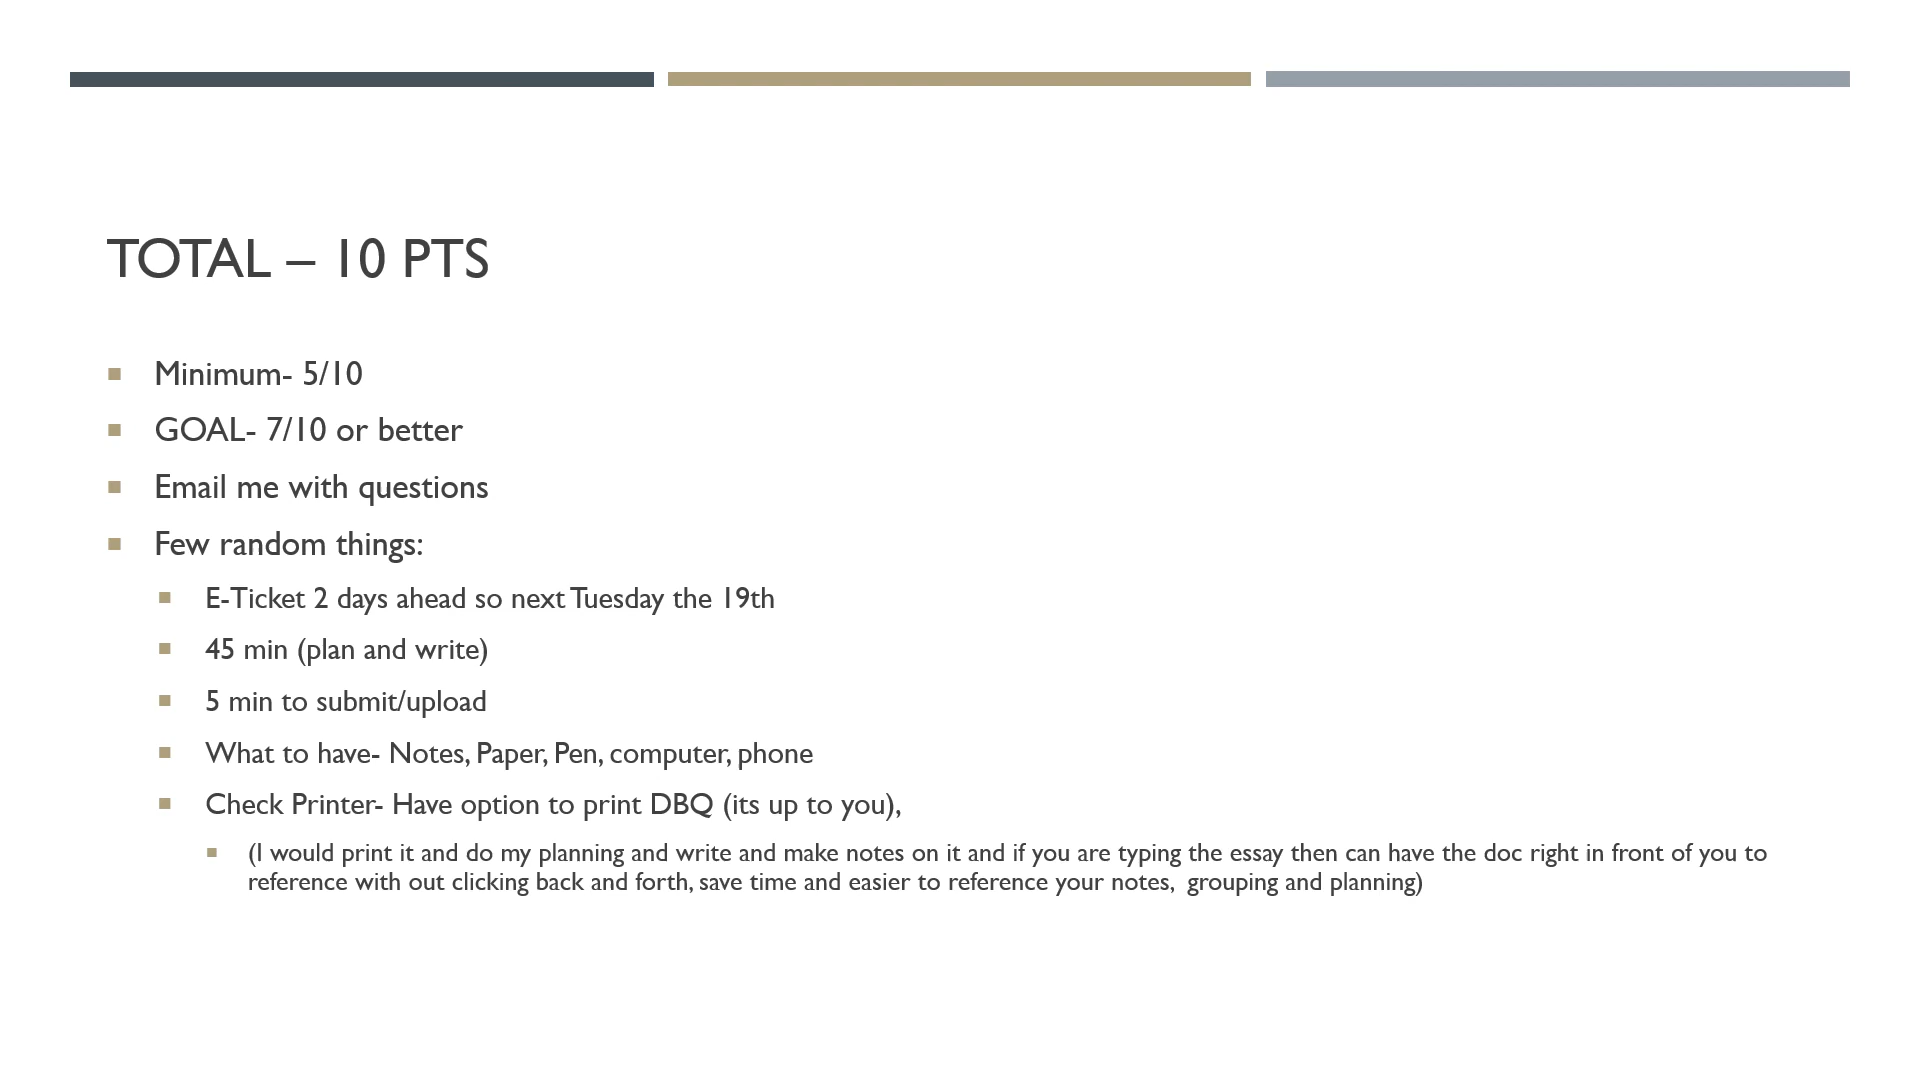 TOTAL – 10 PTS
Minimum- 5/10
GOAL- 7/10 or better
Email me with questions
Few random things:
E-Ticket 2 days ahead so next Tuesday the 19th
45 min (plan and write)
5 min to submit/upload
What to have- Notes, Paper, Pen, computer, phone
Check Printer- Have option to print DBQ (its up to you),
(I would print it and do my planning and write and make notes on it and if you are typing the essay then can have the doc right in front of you to
reference with out clicking back and forth, save time and easier to reference your notes,  grouping and planning)